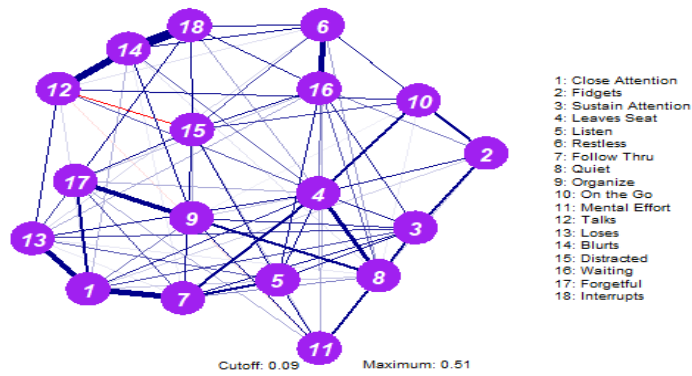 18
6
14
12
16
10
15
2
17
4
9
3
13
5
8
1
7
11
1: Close Attention
2: Fidgets
3: Sustain Attention
4: Leaves Seat
5: Listen
6: Restless
7: Follow Thru
8: Quiet
9: Organize
10: On the Go
11: Mental Effort
12: Talks
13: Loses
14: Blurts
15: Distracted
16: Waiting
17: Forgetful
18: Interrupts
Cutoff: 0.09
Maximum: 0.51